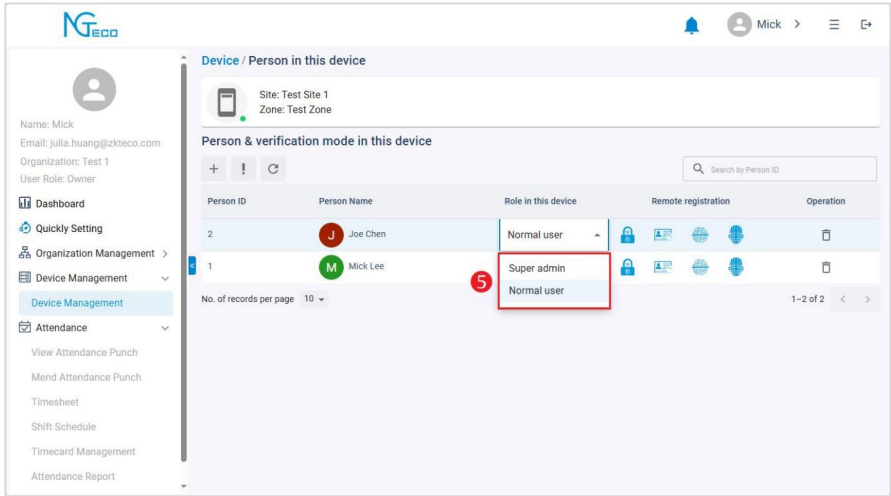 NGTeco
Mick >
Name: Mick
Email: julia.huang@zkteco.com
Organization: Test 1
User Role: Owner
Dashboard
Quickly Setting
Organization Management >
Device Management
Device Management
Attendance
View Attendance Punch
Mend Attendance Punch
Timesheet
Shift Schedule
Timecard Management
Attendance Report
Device / Person in this device
Site: Test Site 1
Zone: Test Zone
Person & verification mode in this device
+ ! Search by Person ID
Person ID Person Name Role in this device Remote registration Operation
2 J Joe Chen Normal user
1 M Mick Lee
5
Super admin
Normal user
No. of records per page 10 1–2 of 2 < >